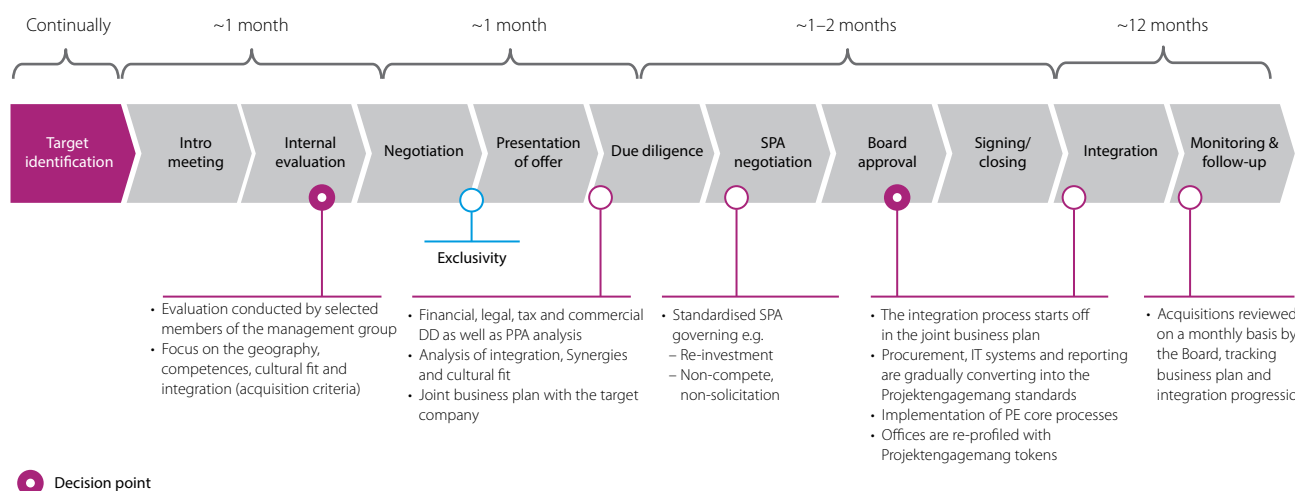 Continually
~1 month
~1 month
~1–2 months
~12 months
Target
identification
Intro
meeting
Internal
evaluation
Negotiation
Presentation
of offer
Due diligence
SPA
negotiation
Board
approval
Signing/
closing
Integration
Monitoring &
follow-up
Exclusivity
• Evaluation conducted by selected
members of the management group
• Focus on the geography,
competences, cultural fit and
integration (acquisition criteria)
• Financial, legal, tax and commercial
DD as well as PPA analysis
• Analysis of integration, Synergies
and cultural fit
• Joint business plan with the target
company
• Standardised SPA
governing e.g.
– Re-investment
– Non-compete,
non-solicitation
• The integration process starts off
in the joint business plan
• Procurement, IT systems and reporting
are gradually converting into the
Projektengagemang standards
• Implementation of PE core processes
• Offices are re-profiled with
Projektengagemang tokens
• Acquisitions reviewed
on a monthly basis by
the Board, tracking
business plan and
integration
Decision point